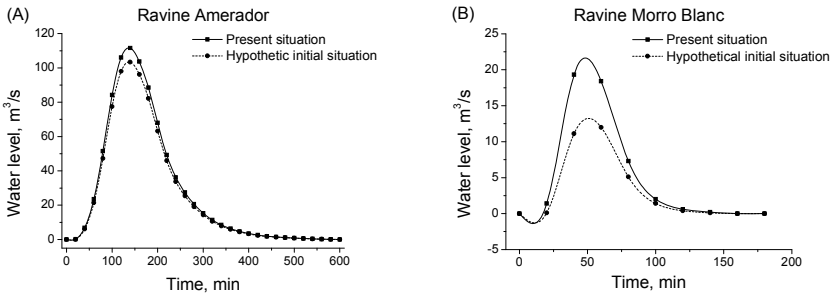 (A)
Ravine Amerador
Present situation
Hypothetic initial situation
120
100
80
60
40
20
0
Water level, m³/s
0 100 200 300 400 500 600
Time, min
(B)
Ravine Morro Blanc
Present situation
Hypothetical initial situation
25
20
15
10
5
0
-5
Water level, m³/s
0 50 100 150 200
Time, min